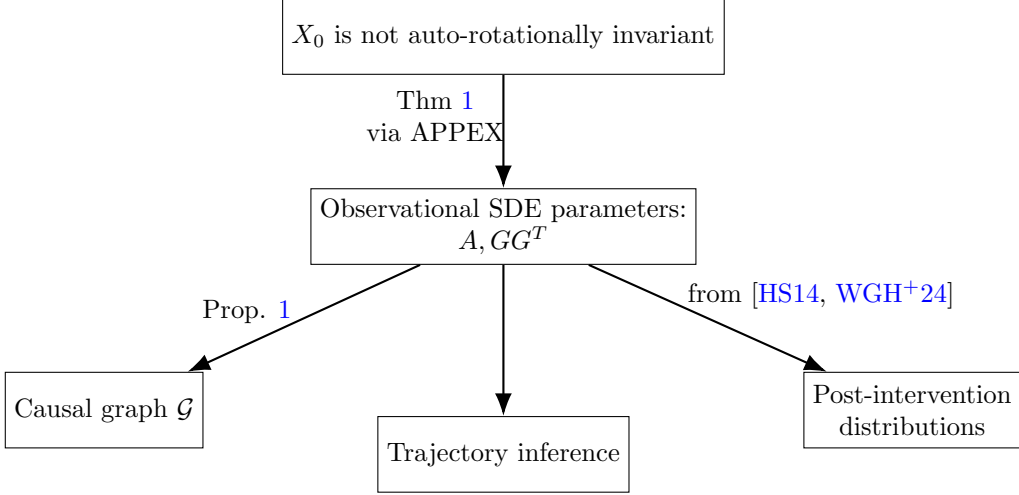 X_0 is not auto-rotationally invariant
Thm 1
via APPEX
Observational SDE parameters:
A, GG^T
Prop. 1
from [HS14, WGH^+24]
Causal graph 𝒢
Trajectory inference
Post-intervention
distributions